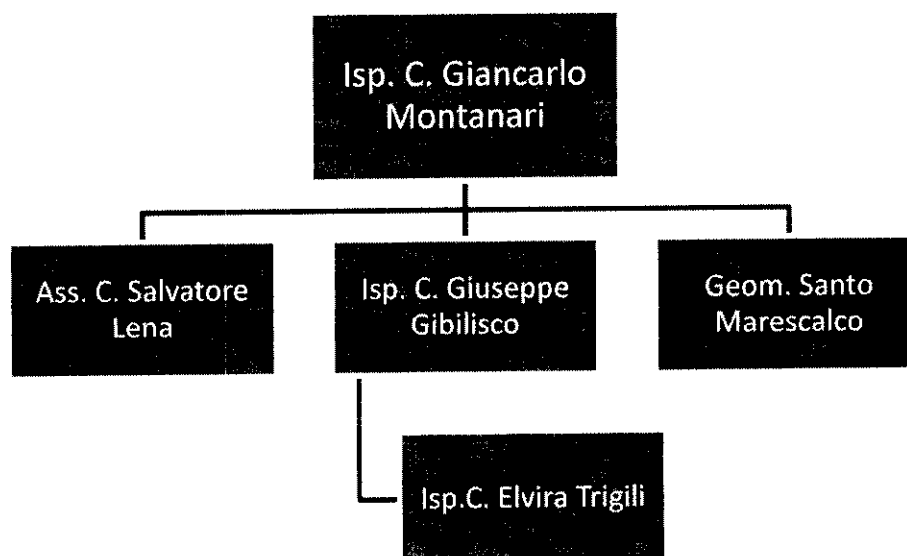 Isp. C. Giancarlo
Montanari
Ass. C. Salvatore
Lena
Isp. C. Giuseppe
Gibilisco
Geom. Santo
Marescalco
Isp.C. Elvira Trigili